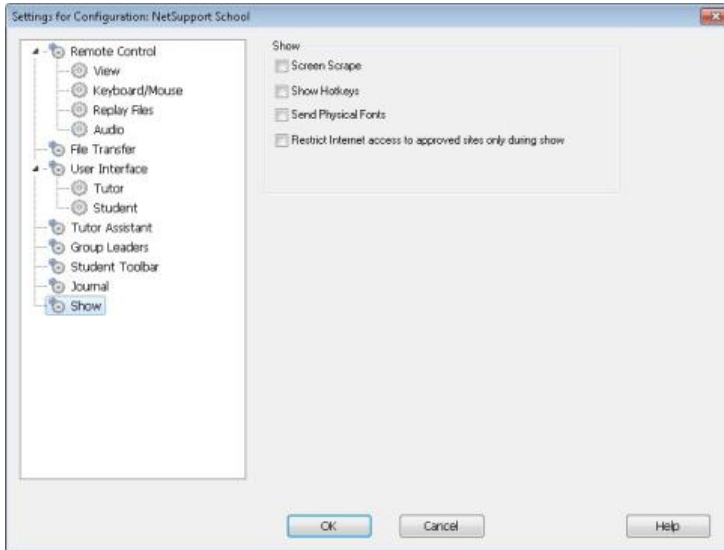 Settings for Configuration: NetSupport School
Remote Control
View
Keyboard/Mouse
Replay Files
Audio
File Transfer
User Interface
Tutor
Student
Tutor Assistant
Group Leaders
Student Toolbar
Journal
Show
Show
Screen Scrape
Show Hotkeys
Send Physical Fonts
Restrict Internet access to approved sites only during show
OK
Cancel
Help